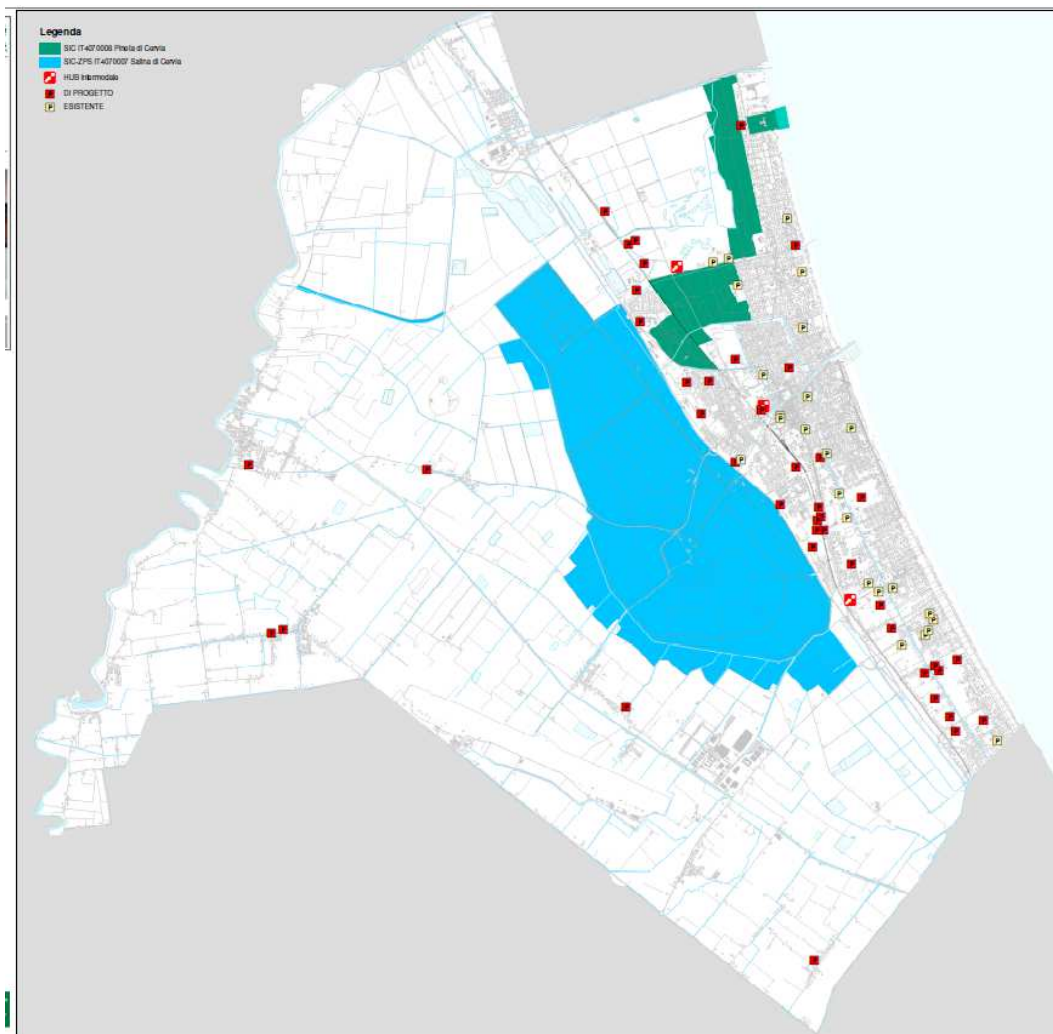 Legenda
SIC IT4070008 Pineta di Cervia
SIC-ZPS IT4070007 Salina di Cervia
HUB Intermodale
DI PROGETTO
ESISTENTE